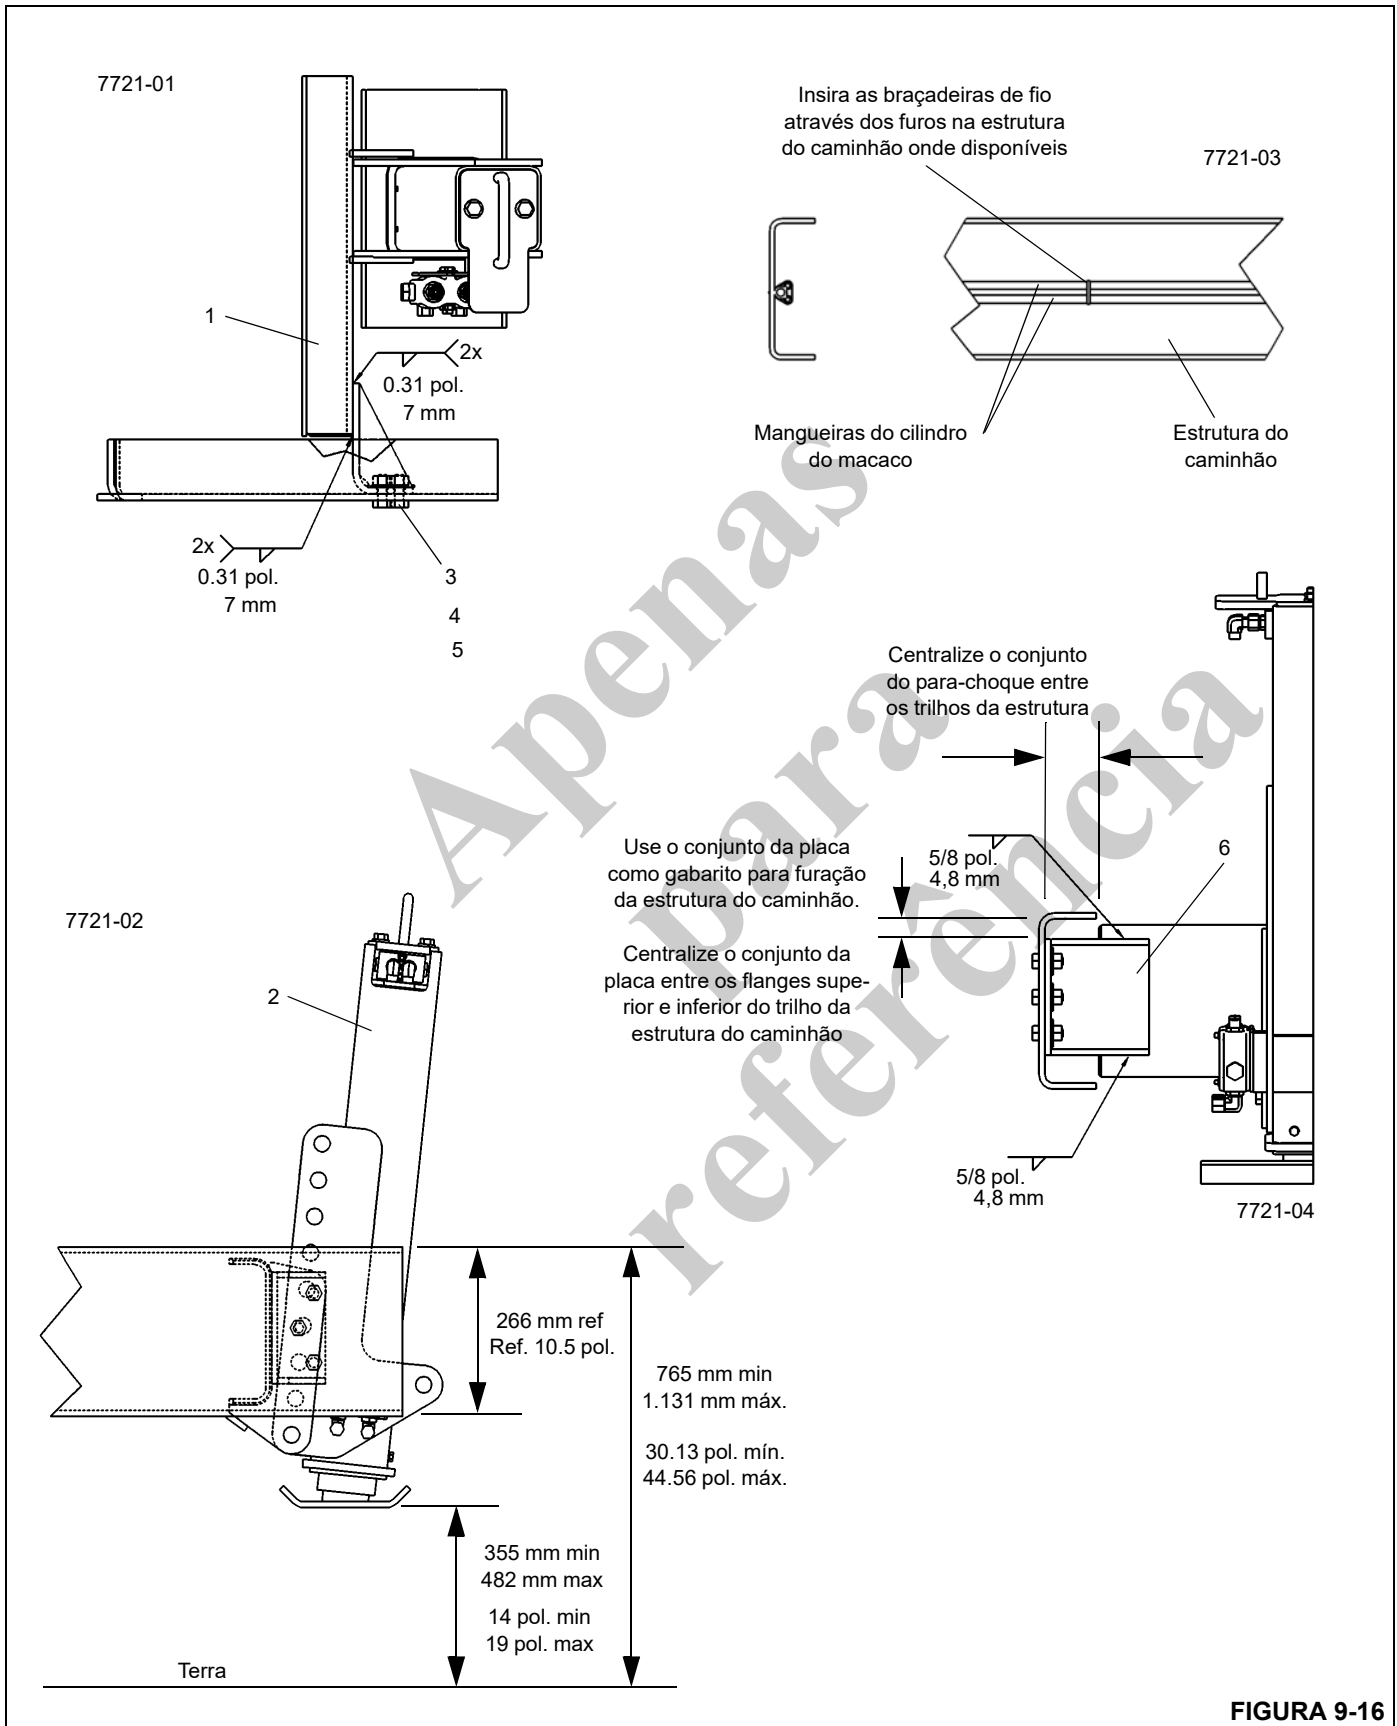 7721-01
1
2x
0.31 pol.
7 mm
2x
0.31 pol.
7 mm
3
4
5
Insira as braçadeiras de fio
através dos furos na estrutura
do caminhão onde disponíveis
7721-03
Mangueiras do cilindro
do macaco
Estrutura do
caminhão
Centralize o conjunto
do para-choque entre
os trilhos da estrutura
Use o conjunto da placa
como gabarito para furação
da estrutura do caminhão.
Centralize o conjunto da
placa entre os flanges supe-
rior e inferior do trilho da
estrutura do caminhão
5/8 pol.
4,8 mm
6
5/8 pol.
4,8 mm
7721-04
7721-02
2
266 mm ref
Ref. 10.5 pol.
765 mm min
1.131 mm máx.
30.13 pol. mín.
44.56 pol. máx.
355 mm min
482 mm max
14 pol. min
19 pol. max
Terra
Apenas
para
referência
FIGURA 9-16